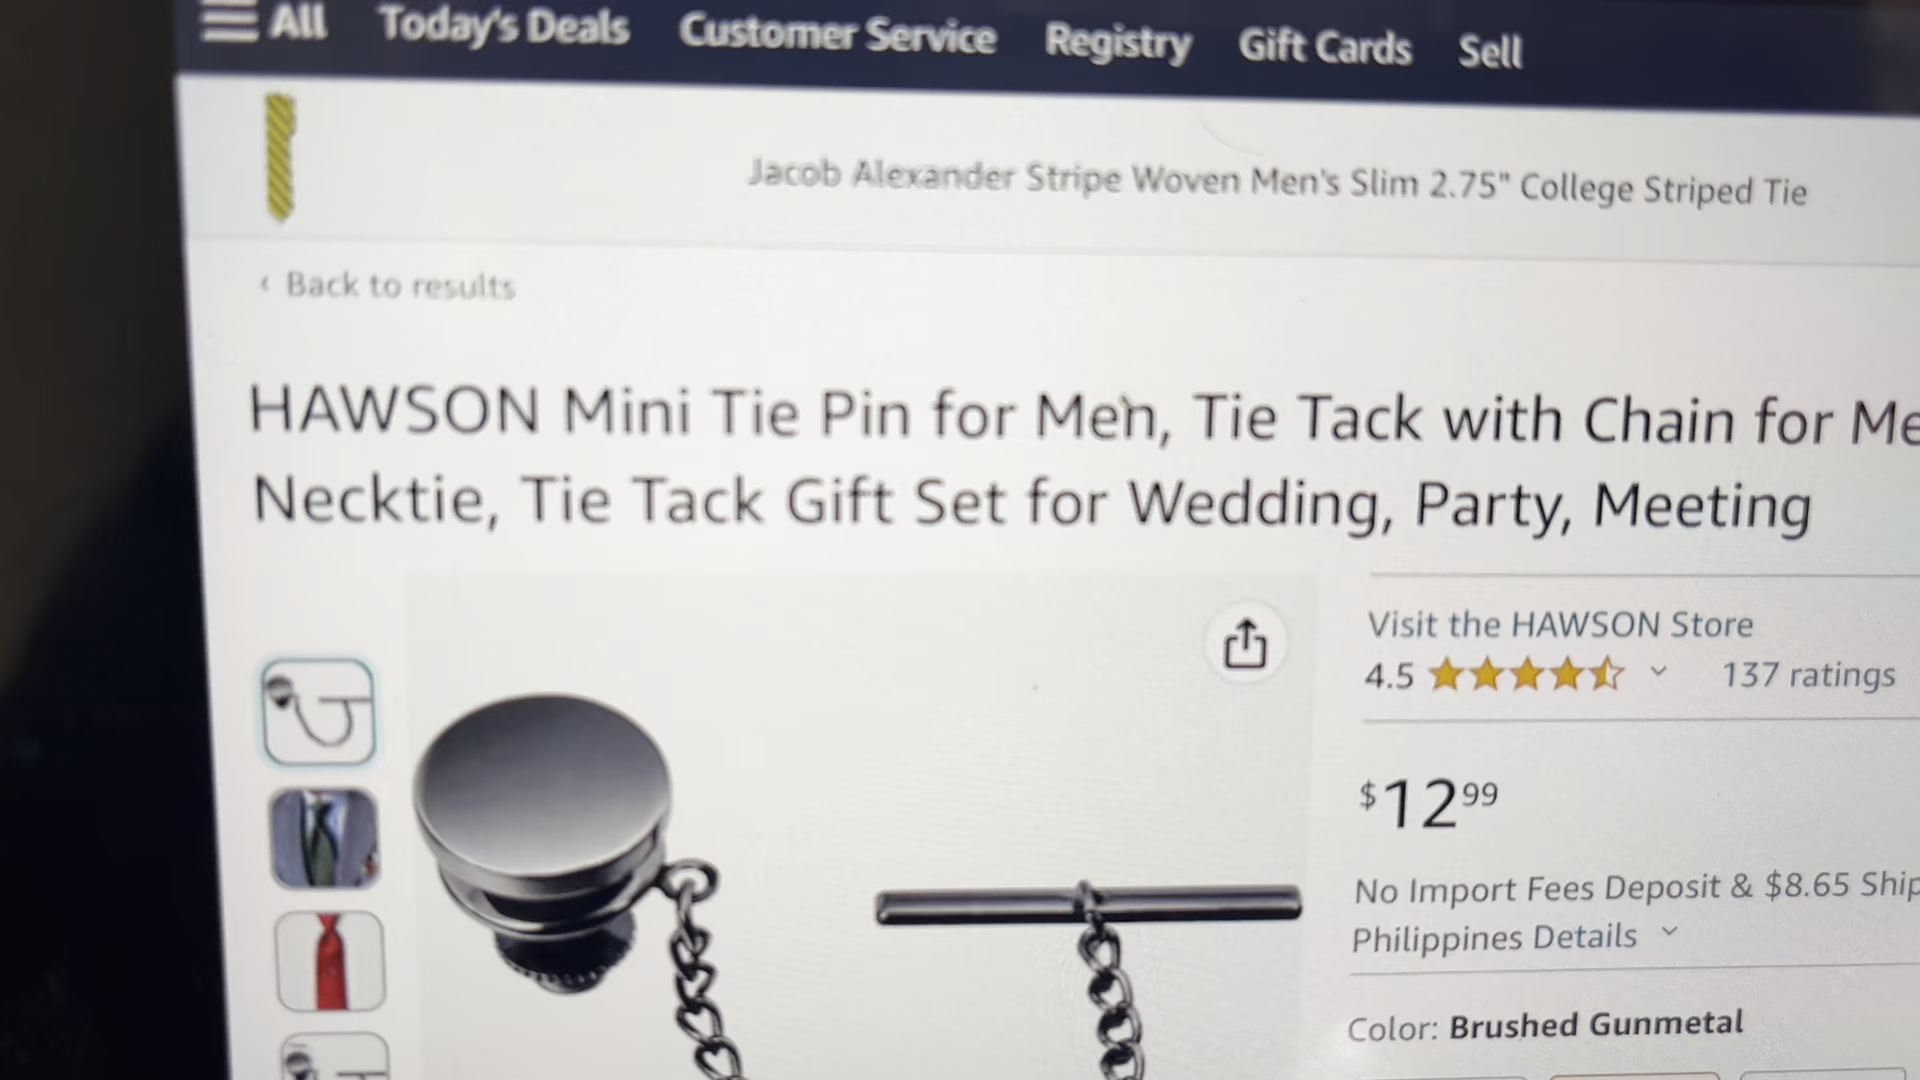 All Today's Deals Customer Service Registry Gift Cards Sell
Jacob Alexander Stripe Woven Men's Slim 2.75" College Striped Tie
‹ Back to results
HAWSON Mini Tie Pin for Men, Tie Tack with Chain for Me
Necktie, Tie Tack Gift Set for Wedding, Party, Meeting
Visit the HAWSON Store
4.5 137 ratings
$12 99
No Import Fees Deposit & $8.65 Ship
Philippines Details
Color: Brushed Gunmetal